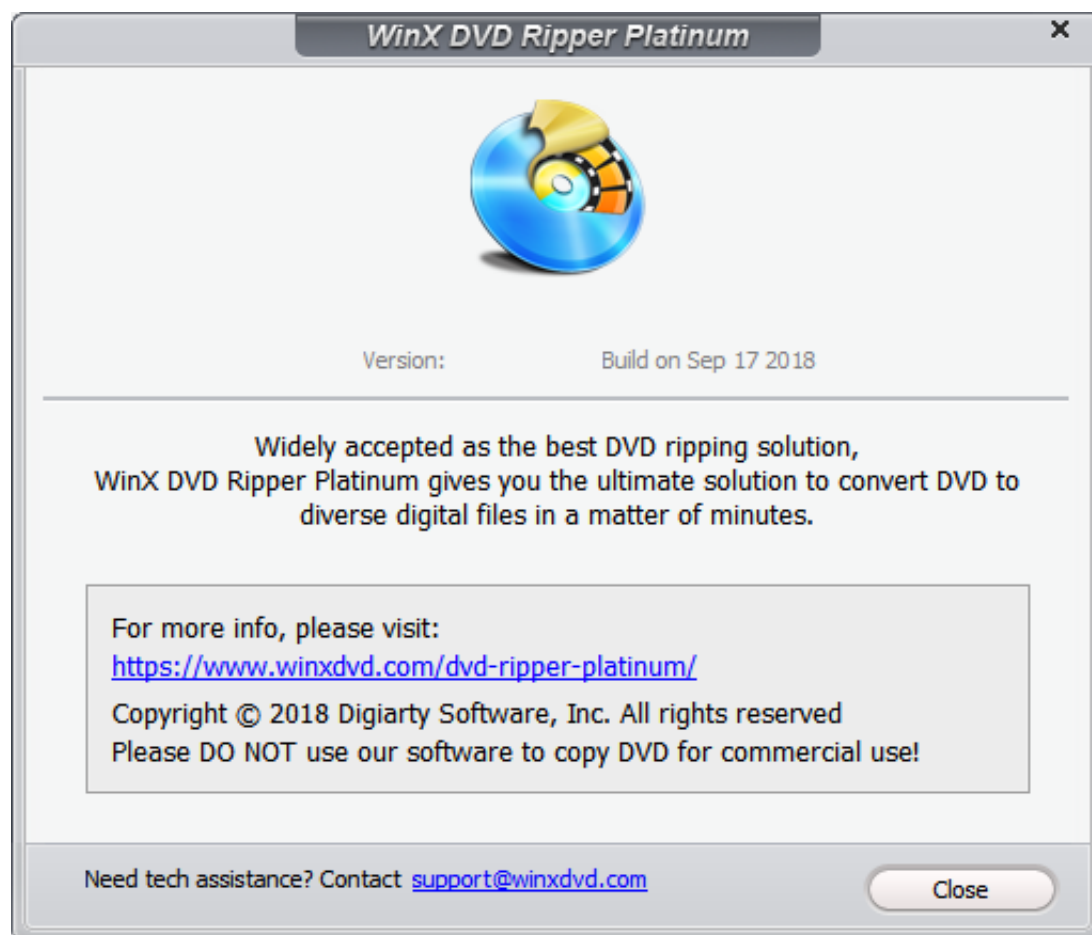 WinX DVD Ripper Platinum
Version: Build on Sep 17 2018
Widely accepted as the best DVD ripping solution,
WinX DVD Ripper Platinum gives you the ultimate solution to convert DVD to
diverse digital files in a matter of minutes.
For more info, please visit:
https://www.winxdvd.com/dvd-ripper-platinum/
Copyright © 2018 Digiarty Software, Inc. All rights reserved
Please DO NOT use our software to copy DVD for commercial use!
Need tech assistance? Contact support@winxdvd.com
Close